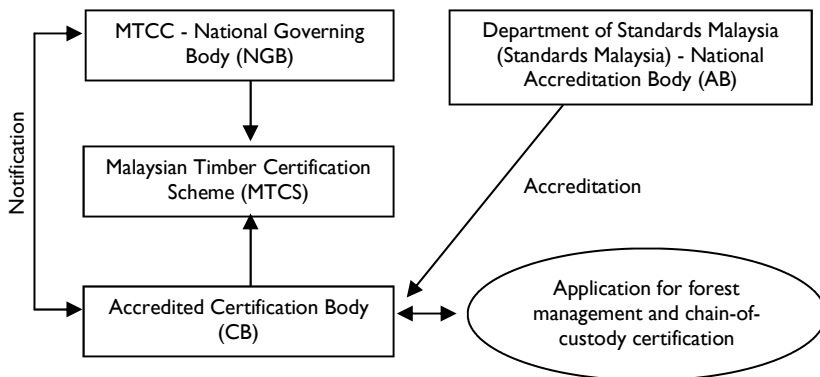 MTCC - National Governing
Body (NGB)
Department of Standards Malaysia
(Standards Malaysia) - National
Accreditation Body (AB)
Notification
Malaysian Timber Certification
Scheme (MTCS)
Accreditation
Accredited Certification Body
(CB)
Application for forest
management and chain-of-
custody certification